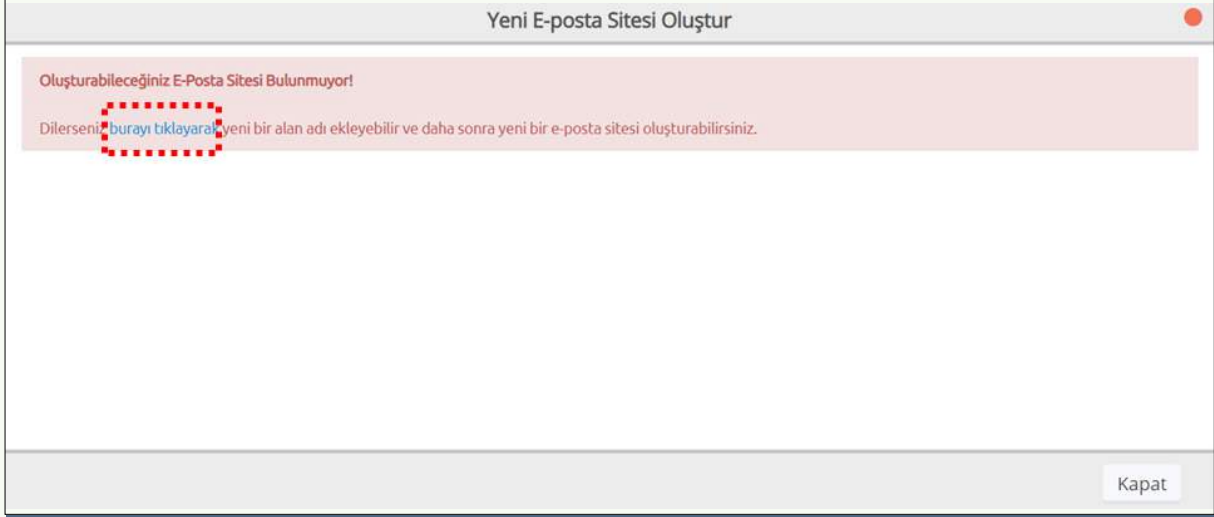 Yeni E-posta Sitesi Oluştur
Oluşturabileceğiniz E-Posta Sitesi Bulunmuyor!
Dilerseniz burayı tıklayarak yeni bir alan adı ekleyebilir ve daha sonra yeni bir e-posta sitesi oluşturabilirsiniz.
Kapat